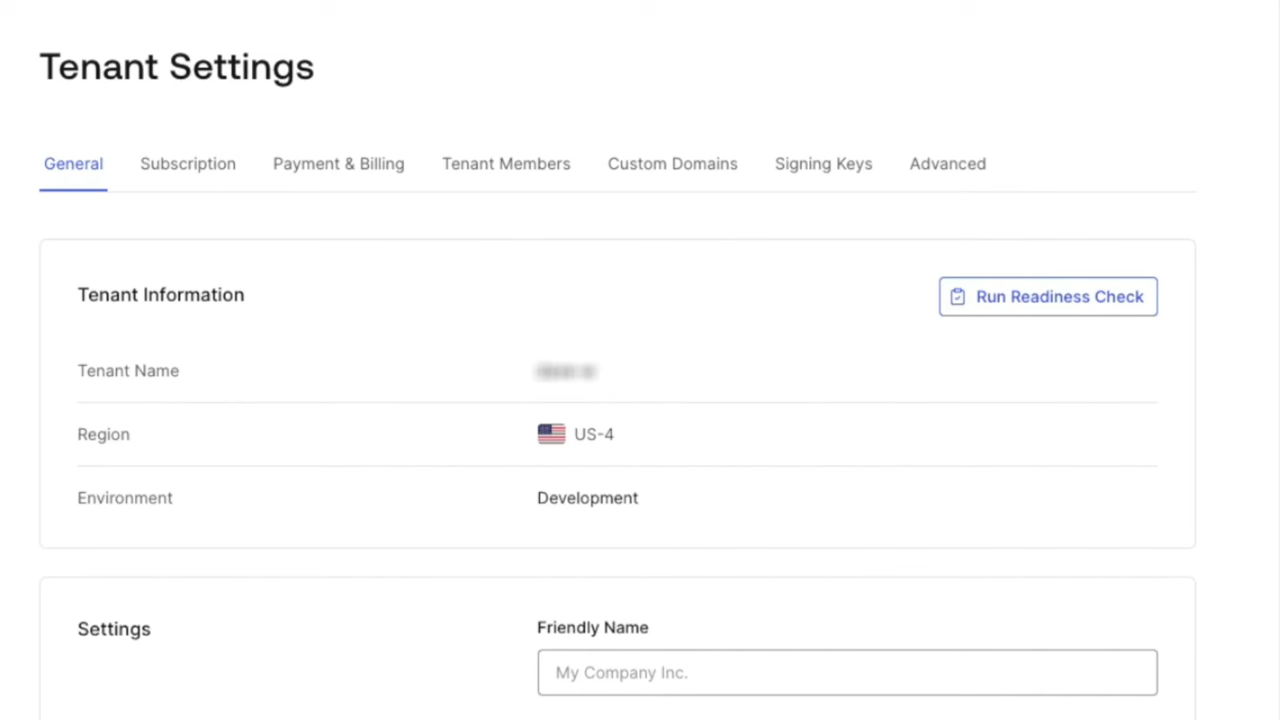 Tenant Settings
General Subscription Payment & Billing Tenant Members Custom Domains Signing Keys Advanced
Tenant Information
Run Readiness Check
Tenant Name
Region US-4
Environment Development
Settings
Friendly Name
My Company Inc.